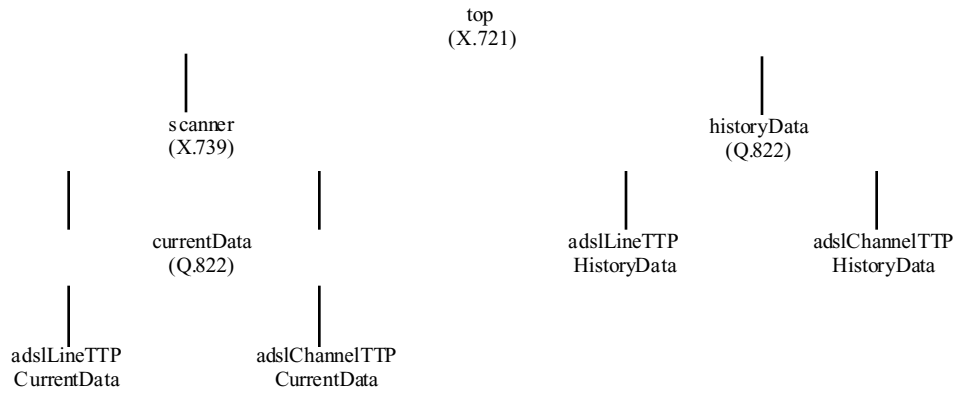 top
(X.721)
scanner
(X.739)
historyData
(Q.822)
currentData
(Q.822)
adslLineTTP
HistoryData
adslChannelTTP
HistoryData
adslLineTTP
CurrentData
adslChannelTTP
CurrentData